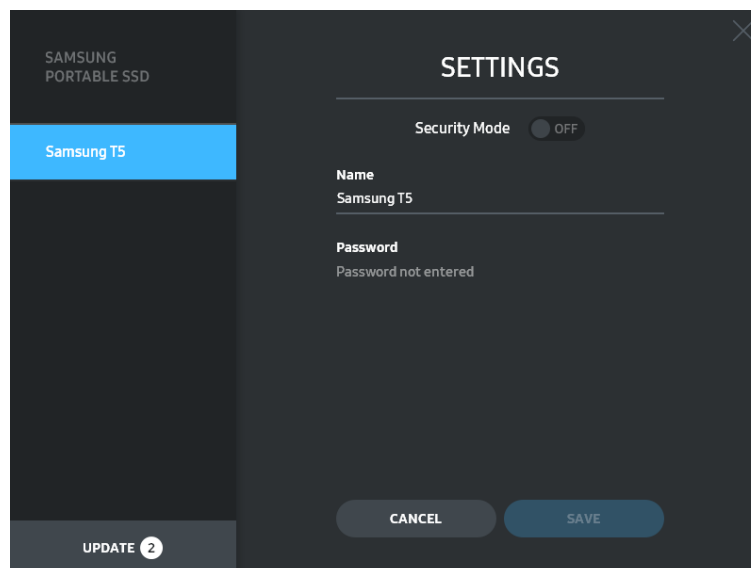 SAMSUNG
PORTABLE SSD
Samsung T5
UPDATE 2
SETTINGS
Security Mode OFF
Name
Samsung T5
Password
Password not entered
CANCEL SAVE